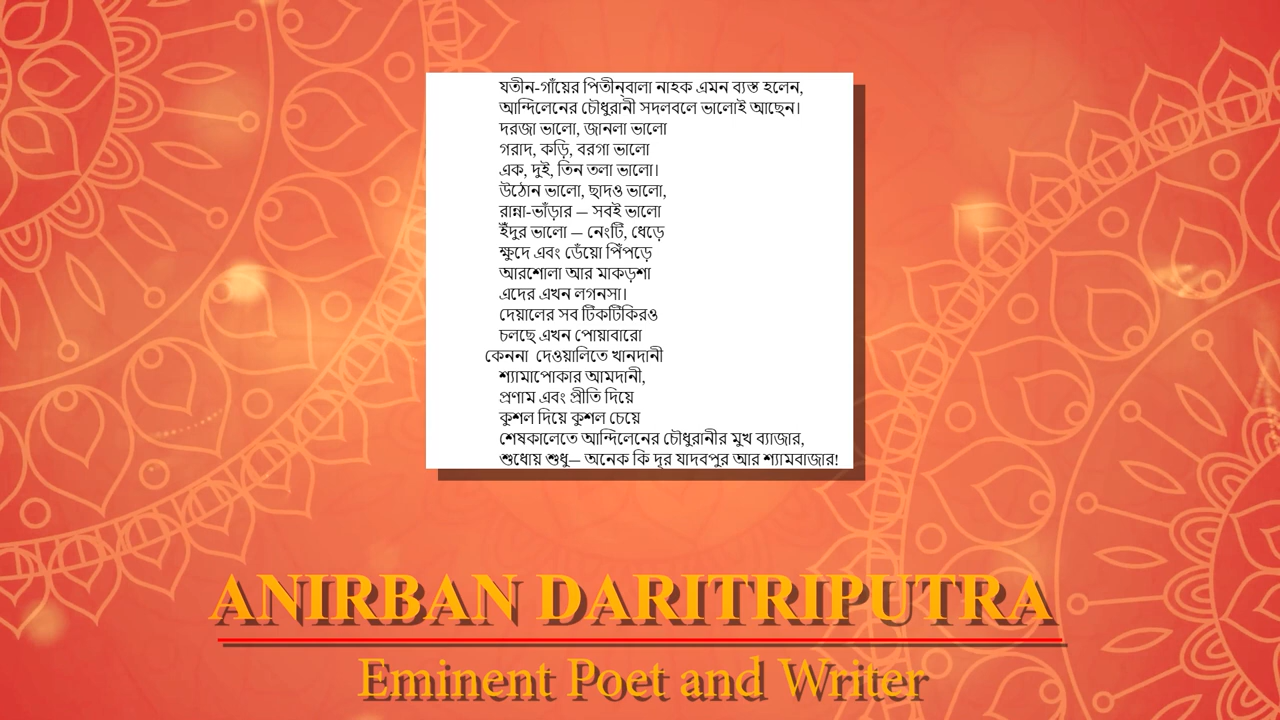 যতীন-গাঁয়ের পিতীন্‌বালা নাহক এমন ব্যস্ত হলেন,
আন্দিলেনের চৌধুরানী সদলবলে ভালোই আছেন।
দরজা ভালো, জানলা ভালো
গরাদ, কড়ি, বরগা ভালো
এক, দুই, তিন তলা ভালো।
উঠোন ভালো, ছাদও ভালো,
রান্না-ভাঁড়ার – সবই ভালো
ইঁদুর ভালো – নেংটি, ধেড়ে
ক্ষুদে এবং ডেঁয়ো পিঁপড়ে
আরশোলা আর মাকড়শা
এদের এখন লগনসা।
দেয়ালের সব টিকটিকিরও
চলছে এখন পোয়াবারো
কেননা দেওয়ালিতে খানদানী
শ্যামাপোকার আমদানী,
প্রণাম এবং প্রীতি দিয়ে
কুশল দিয়ে কুশল চেয়ে
শেষকালেতে আন্দিলেনের চৌধুরানীর মুখ ব্যাজার,
শুধোয় শুধু– অনেক কি দূর যাদবপুর আর শ্যামবাজার!
ANIRBAN DARITRIPUTRA
Eminent Poet and Writer